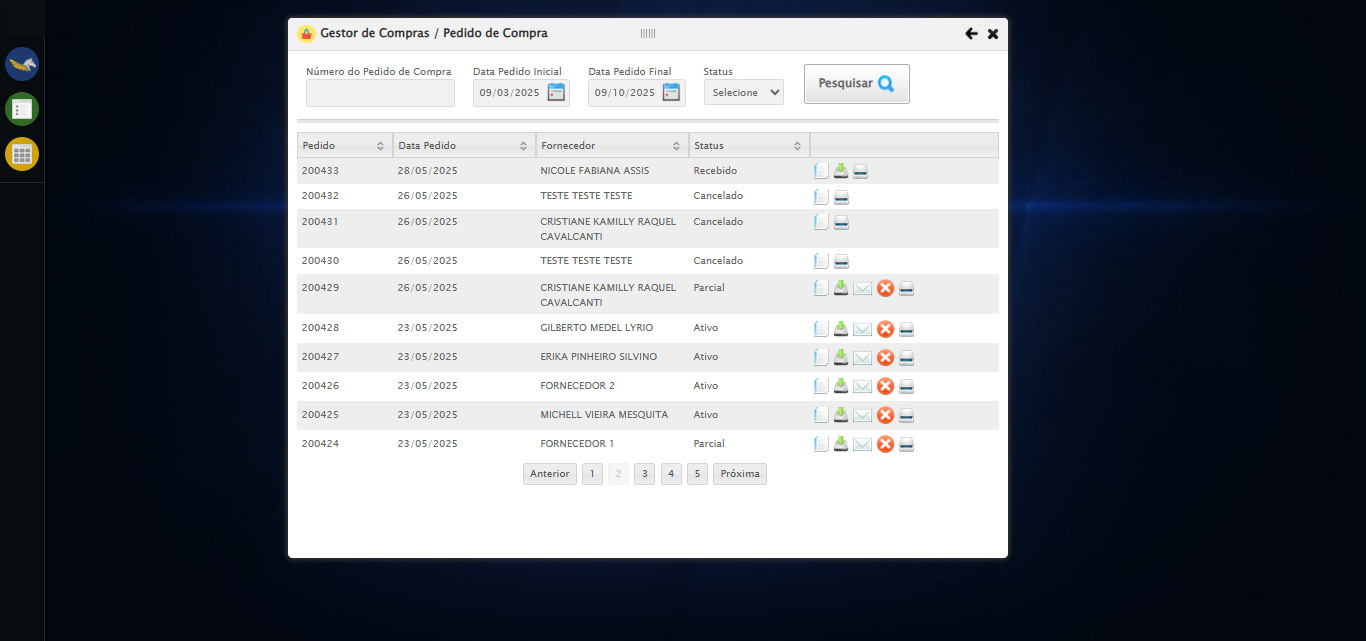 Gestor de Compras / Pedido de Compra
Número do Pedido de Compra Data Pedido Inicial Data Pedido Final Status
09/03/2025 09/10/2025 Selecione Pesquisar
Pedido Data Pedido Fornecedor Status
200433 28/05/2025 NICOLE FABIANA ASSIS Recebido
200432 26/05/2025 TESTE TESTE TESTE Cancelado
200431 26/05/2025 CRISTIANE KAMILLY RAQUEL Cancelado
CAVALCANTI
200430 26/05/2025 TESTE TESTE TESTE Cancelado
200429 26/05/2025 CRISTIANE KAMILLY RAQUEL Parcial
CAVALCANTI
200428 23/05/2025 GILBERTO MEDEL LYRIO Ativo
200427 23/05/2025 ERIKA PINHEIRO SILVINO Ativo
200426 23/05/2025 FORNECEDOR 2 Ativo
200425 23/05/2025 MICHELL VIEIRA MESQUITA Ativo
200424 23/05/2025 FORNECEDOR 1 Parcial
Anterior 1 2 3 4 5 Próxima